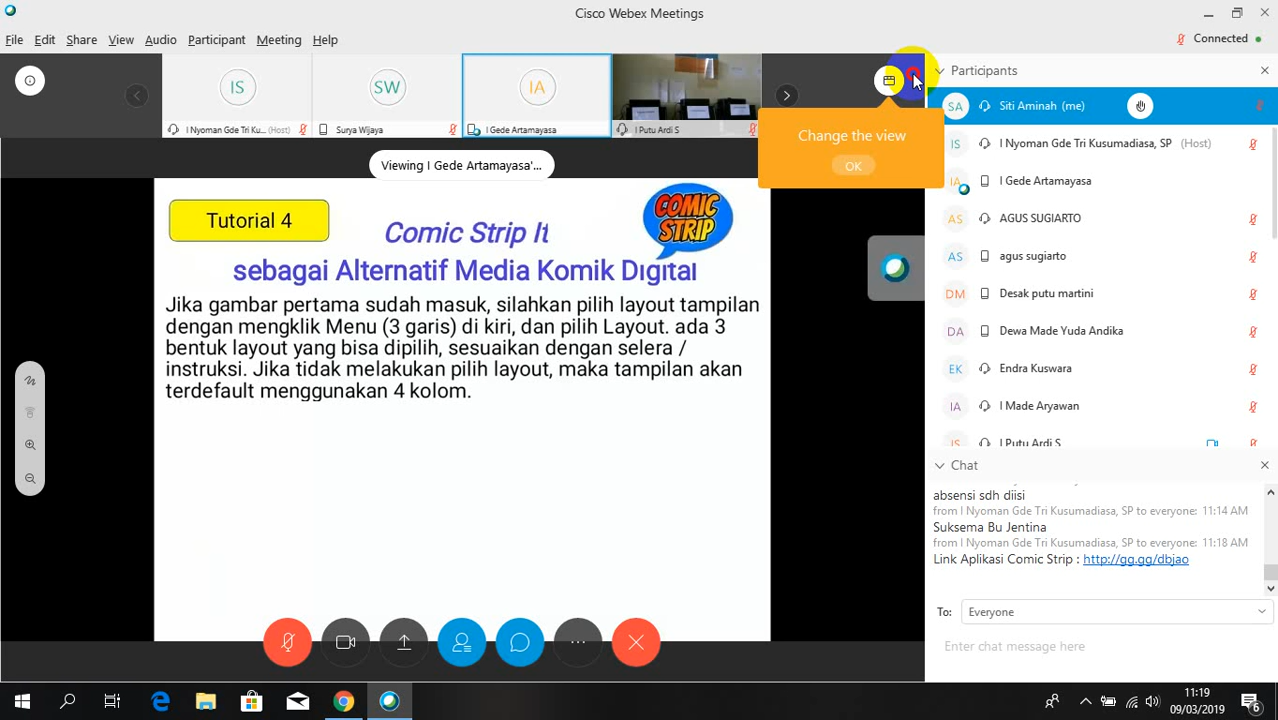 Cisco Webex Meetings
File Edit Share View Audio Participant Meeting Help
Connected
IS
SW
IA
I Nyoman Gde Tri Ku... (Host)
Surya Wijaya
I Gede Artamayasa
I Putu Ardi S
Change the view
OK
Viewing I Gede Artamayasa'...
Tutorial 4
Comic Strip It
COMIC
STRIP
sebagai Alternatif Media Komik Digital
Jika gambar pertama sudah masuk, silahkan pilih layout tampilan
dengan mengklik Menu (3 garis) di kiri, dan pilih Layout. ada 3
bentuk layout yang bisa dipilih, sesuaikan dengan selera /
instruksi. Jika tidak melakukan pilih layout, maka tampilan akan
terdefault menggunakan 4 kolom.
Participants
SA Siti Aminah (me)
IS I Nyoman Gde Tri Kusumadiasa, SP (Host)
IA I Gede Artamayasa
AS AGUS SUGIARTO
AS agus sugiarto
DM Desak putu martini
DA Dewa Made Yuda Andika
EK Endra Kuswara
IA I Made Aryawan
IS I Putu Ardi S
Chat
absensi sdh diisi
from I Nyoman Gde Tri Kusumadiasa, SP to everyone: 11:14 AM
Suksema Bu Jentina
from I Nyoman Gde Tri Kusumadiasa, SP to everyone: 11:18 AM
Link Aplikasi Comic Strip : http://gg.gg/dbjao
To: Everyone
Enter chat message here
11:19
09/03/2019
6